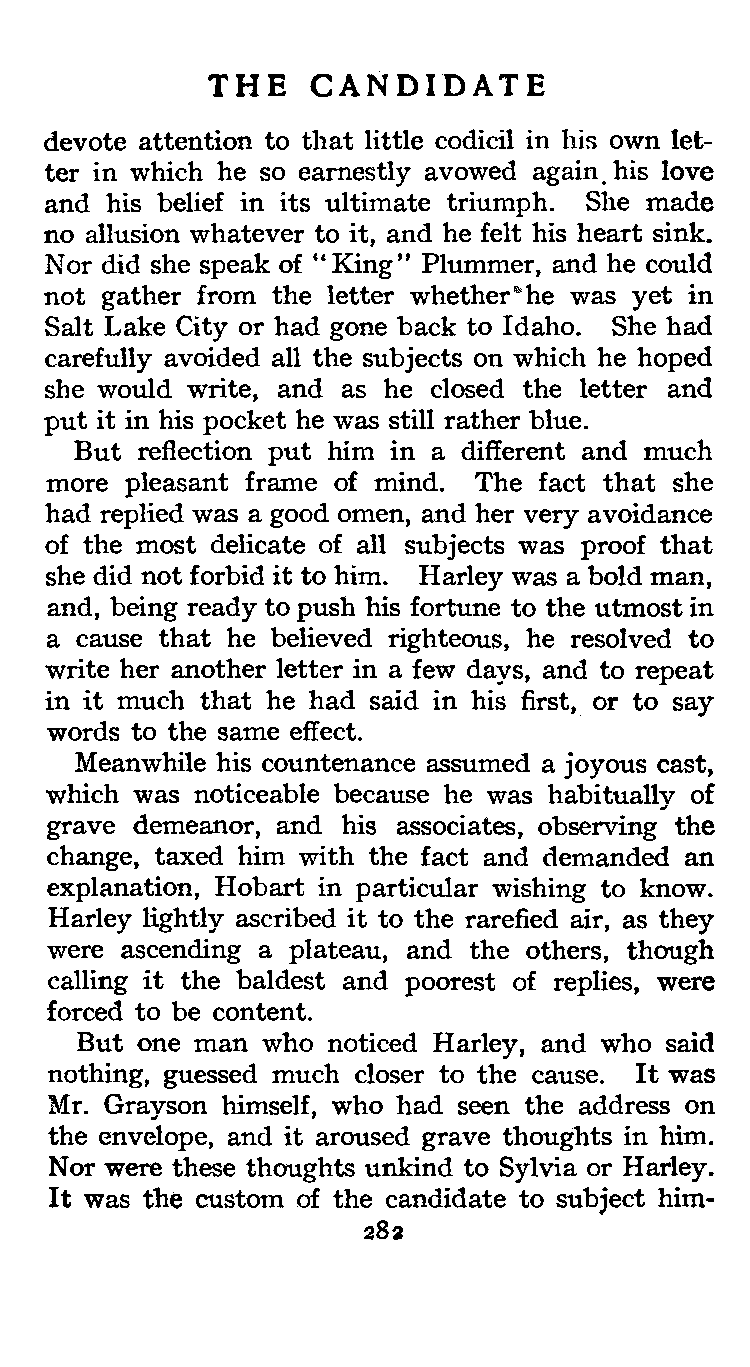 THE CANDIDATE
devote attention to that little codicil in his own let-
ter in which he so earnestly avowed again his love
and his belief in its ultimate triumph. She made
no allusion whatever to it, and he felt his heart sink.
Nor did she speak of "King" Plummer, and he could
not gather from the letter whether he was yet in
Salt Lake City or had gone back to Idaho. She had
carefully avoided all the subjects on which he hoped
she would write, and as he closed the letter and
put it in his pocket he was still rather blue.
But reflection put him in a different and much
more pleasant frame of mind. The fact that she
had replied was a good omen, and her very avoidance
of the most delicate of all subjects was proof that
she did not forbid it to him. Harley was a bold man,
and, being ready to push his fortune to the utmost in
a cause that he believed righteous, he resolved to
write her another letter in a few days, and to repeat
in it much that he had said in his first, or to say
words to the same effect.
Meanwhile his countenance assumed a joyous cast,
which was noticeable because he was habitually of
grave demeanor, and his associates, observing the
change, taxed him with the fact and demanded an
explanation, Hobart in particular wishing to know.
Harley lightly ascribed it to the rarefied air, as they
were ascending a plateau, and the others, though
calling it the baldest and poorest of replies, were
forced to be content.
But one man who noticed Harley, and who said
nothing, guessed much closer to the cause. It was
Mr. Grayson himself, who had seen the address on
the envelope, and it aroused grave thoughts in him.
Nor were these thoughts unkind to Sylvia or Harley.
It was the custom of the candidate to subject him-
282